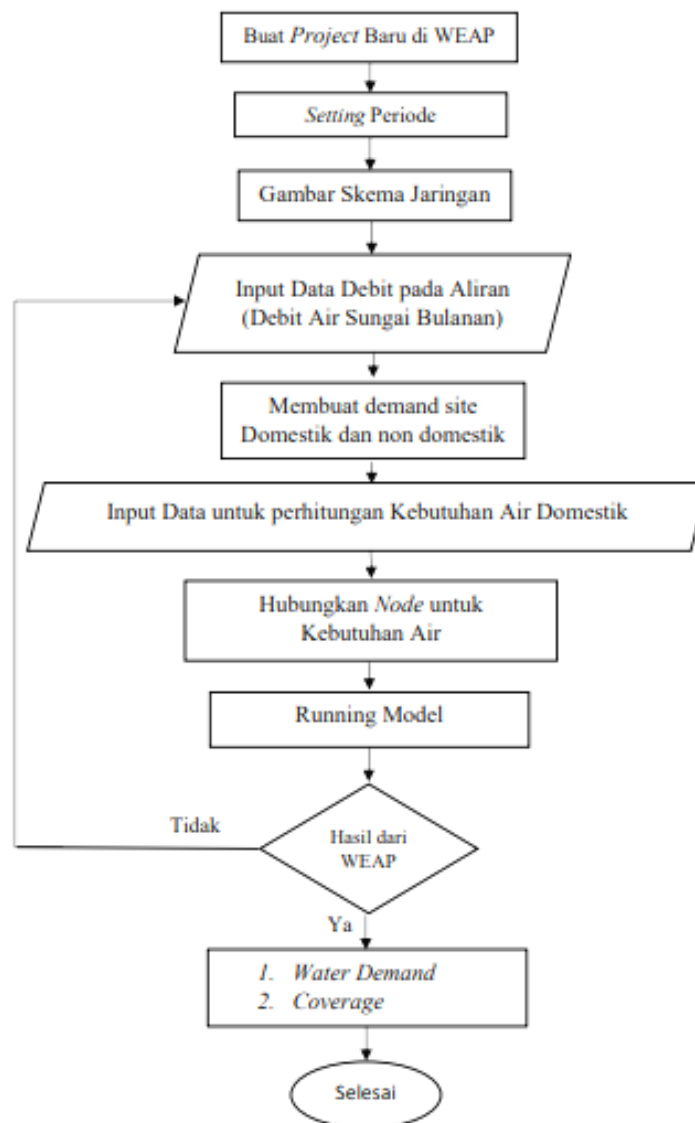 Buat Project Baru di WEAP
Setting Periode
Gambar Skema Jaringan
Input Data Debit pada Aliran
(Debit Air Sungai Bulanan)
Membuat demand site
Domestik dan non domestik
Input Data untuk perhitungan Kebutuhan Air Domestik
Hubungkan Node untuk
Kebutuhan Air
Running Model
Tidak
Hasil dari
WEAP
Ya
1. Water Demand
2. Coverage
Selesai